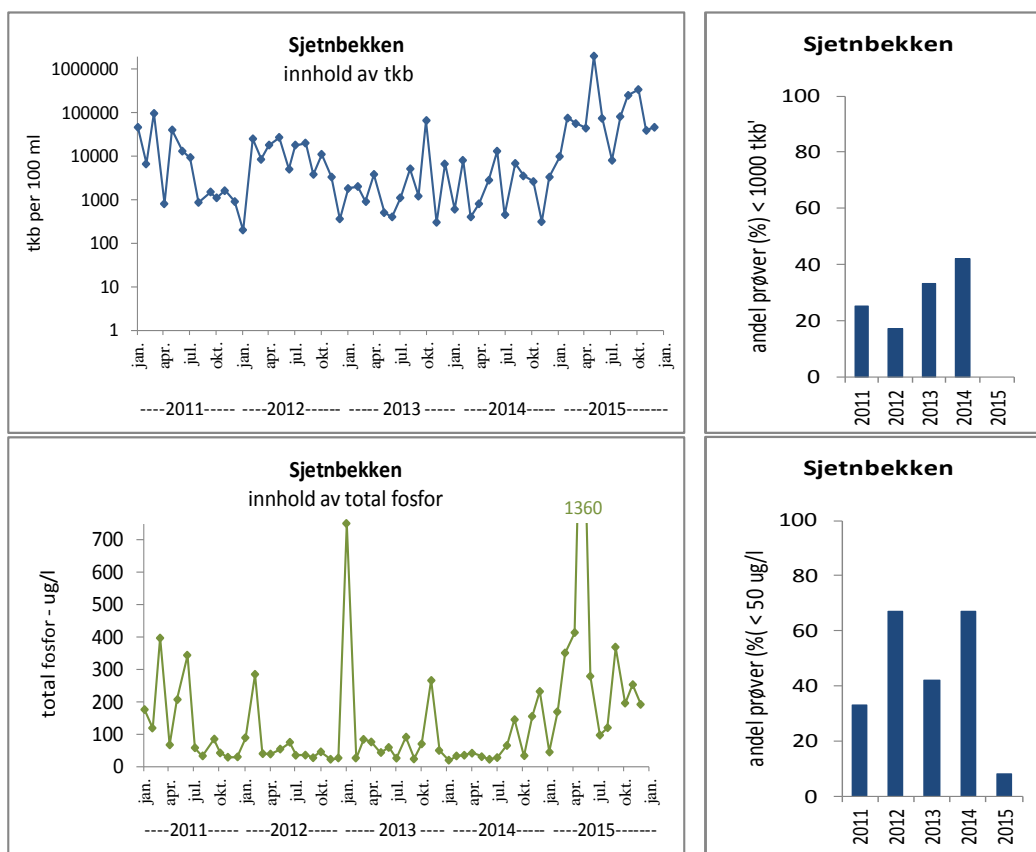 Sjetnbekken
innhold av tkb
tkb per 100 ml
1000000
100000
10000
1000
100
10
1
jan. apr. jul. okt. jan. apr. jul. okt. jan. apr. jul. okt. jan. apr. jul. okt. jan. apr. jul. okt. jan.
----2011------- ----2012------- ----2013------- ----2014------ ----2015--------
Sjetnbekken
andel prøver (%) < 1000 tkb'
100
80
60
40
20
0
2011 2012 2013 2014 2015
Sjetnbekken
innhold av total fosfor
1360
total fosfor - ug/l
700
600
500
400
300
200
100
0
jan. apr. jul. okt. jan. apr. jul. okt. jan. apr. jul. okt. jan. apr. jul. okt. jan. apr. jul. okt. jan.
----2011------- ----2012------- ----2013------- ----2014------ ----2015--------
Sjetnbekken
andel prøver (%( < 50 ug/l
100
80
60
40
20
0
2011 2012 2013 2014 2015